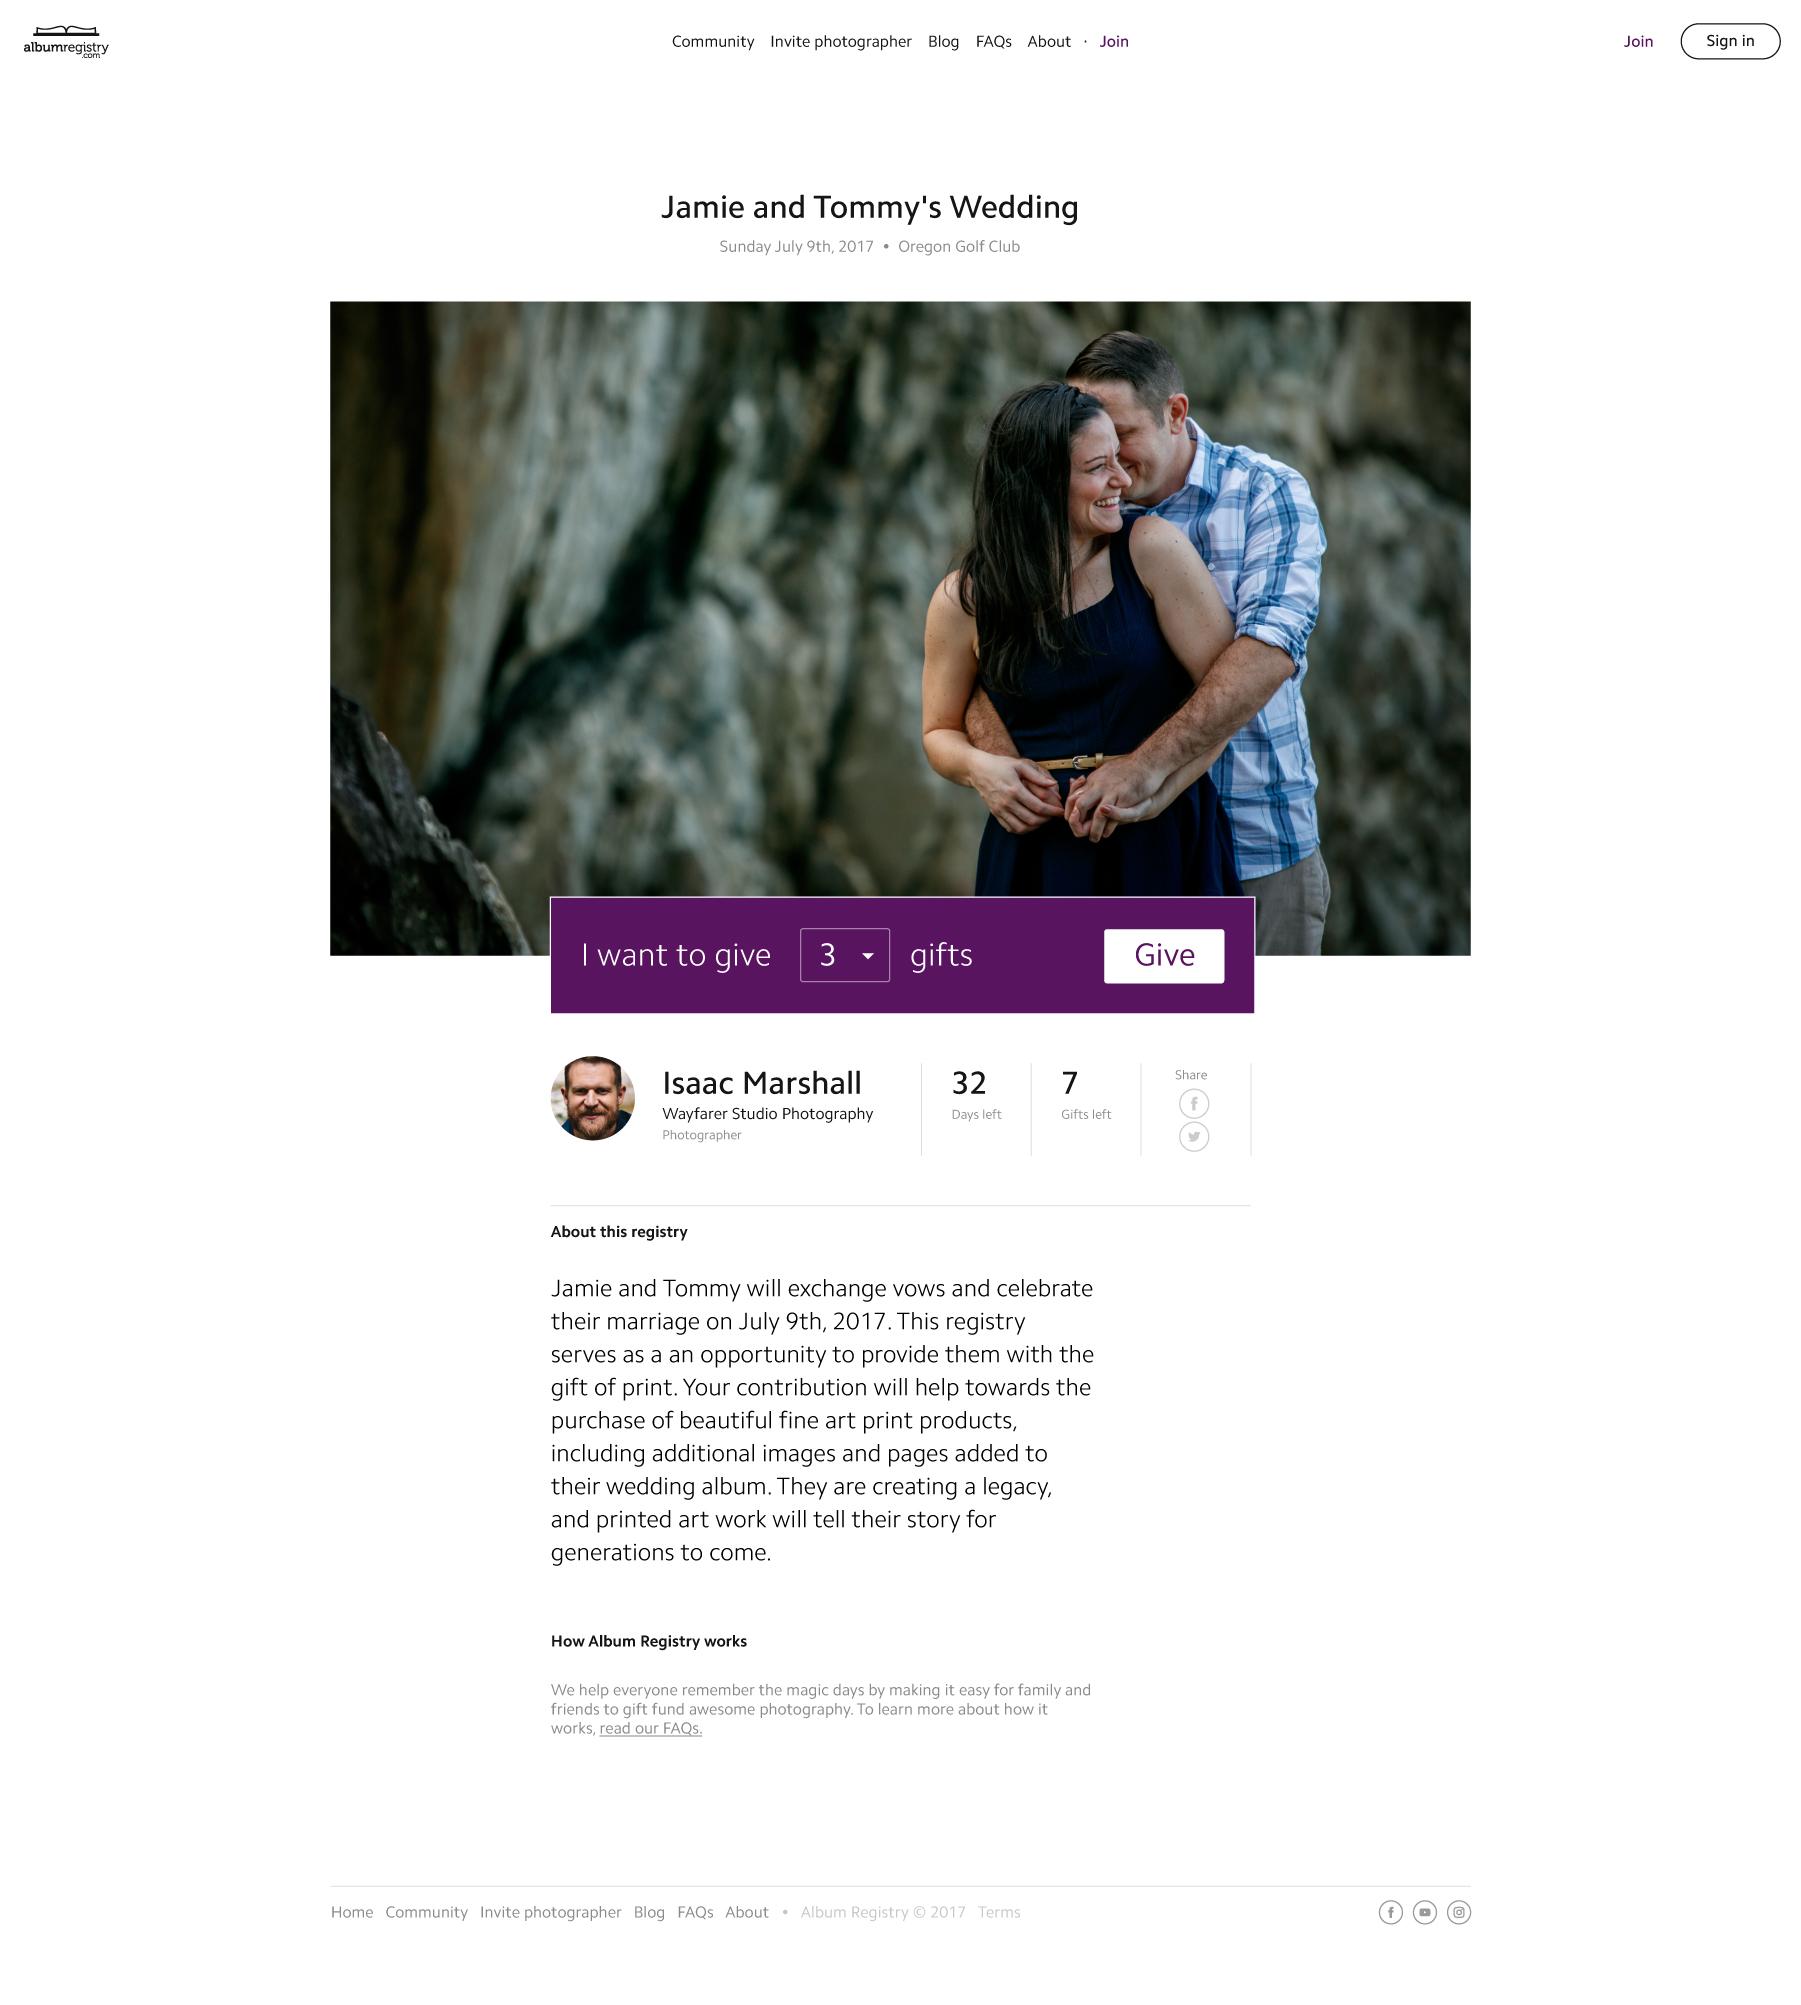 albumregistry
.com
Community Invite photographer Blog FAQs About · Join
Join
Sign in
Jamie and Tommy's Wedding
Sunday July 9th, 2017 • Oregon Golf Club
I want to give 3 gifts
Give
Isaac Marshall
Wayfarer Studio Photography
Photographer
32
Days left
7
Gifts left
Share
About this registry
Jamie and Tommy will exchange vows and celebrate
their marriage on July 9th, 2017. This registry
serves as a an opportunity to provide them with the
gift of print. Your contribution will help towards the
purchase of beautiful fine art print products,
including additional images and pages added to
their wedding album. They are creating a legacy,
and printed art work will tell their story for
generations to come.
How Album Registry works
We help everyone remember the magic days by making it easy for family and
friends to gift fund awesome photography. To learn more about how it
works, read our FAQs.
Home Community Invite photographer Blog FAQs About • Album Registry © 2017 Terms